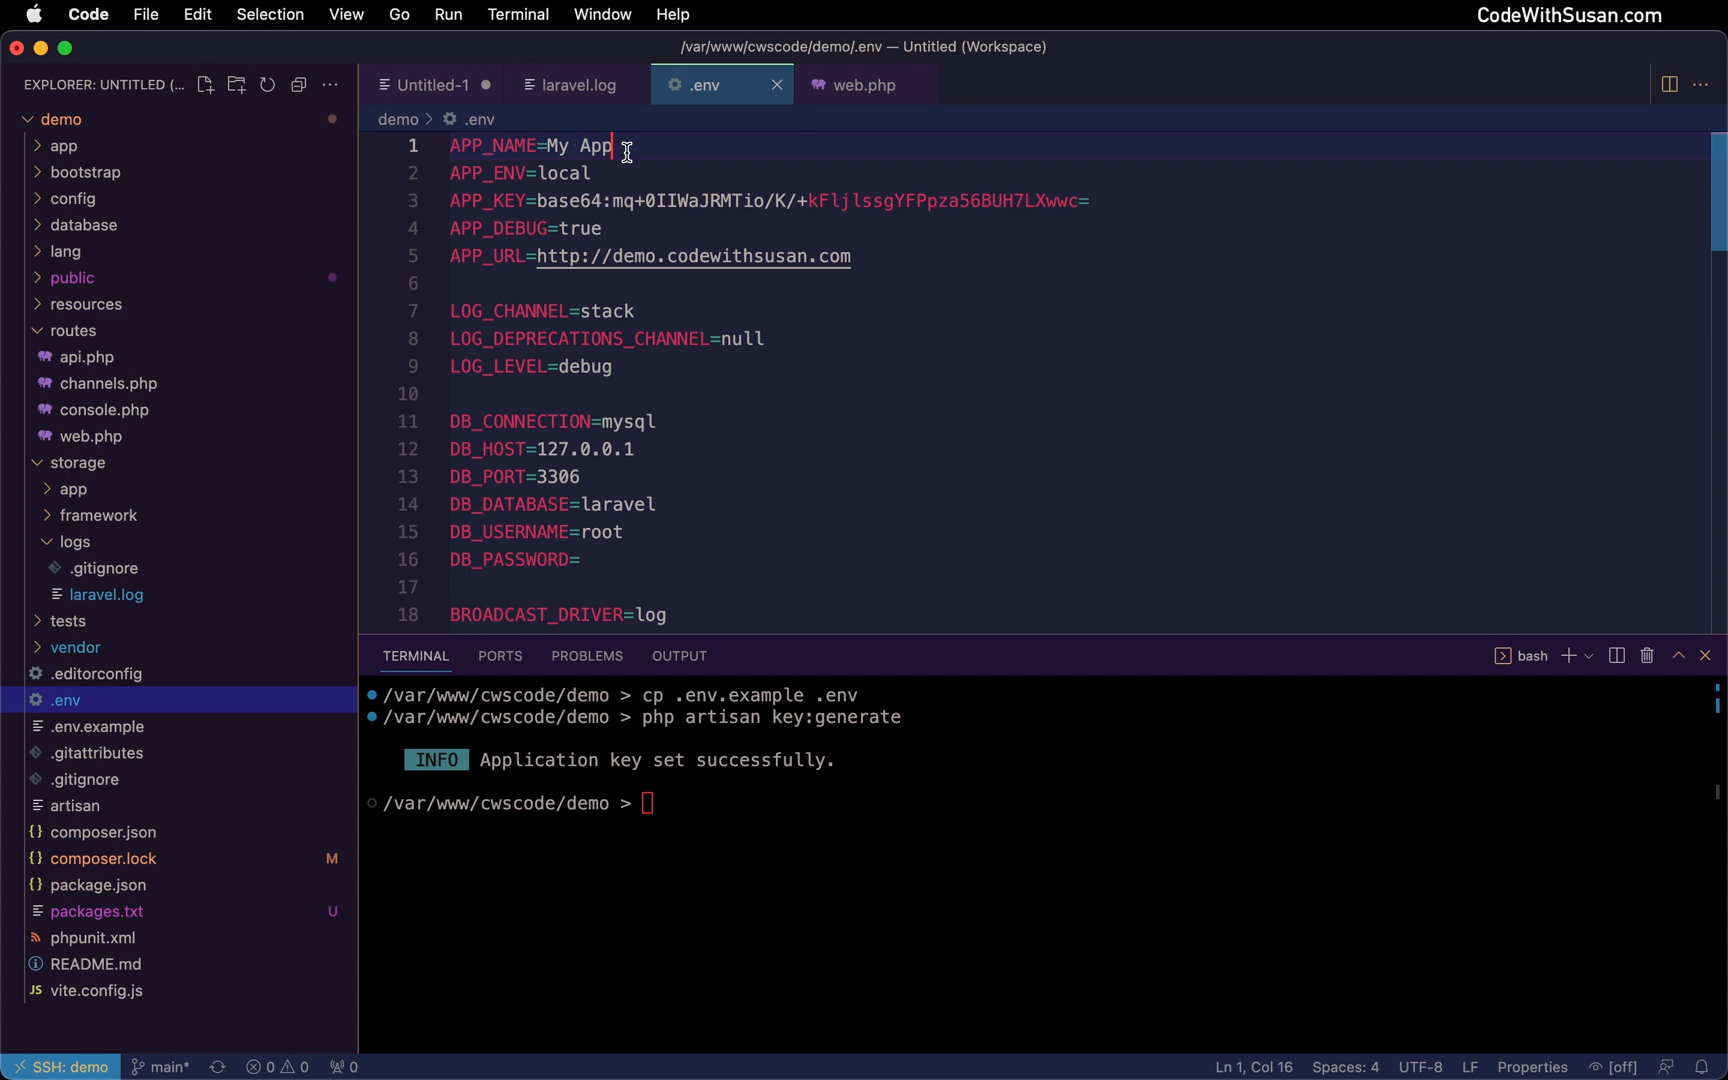 Code File Edit Selection View Go Run Terminal Window Help CodeWithSusan.com
/var/www/cwscode/demo/.env — Untitled (Workspace)
EXPLORER: UNTITLED (...
demo
app
bootstrap
config
database
lang
public
resources
routes
api.php
channels.php
console.php
web.php
storage
app
framework
logs
.gitignore
laravel.log
tests
vendor
.editorconfig
.env
.env.example
.gitattributes
.gitignore
artisan
{} composer.json
{} composer.lock M
{} package.json
packages.txt U
phpunit.xml
README.md
JS vite.config.js
Untitled-1 laravel.log .env web.php
demo > .env
1 APP_NAME=My App
2 APP_ENV=local
3 APP_KEY=base64:mq+0IIWaJRMTio/K/+kFljlssgYFPpza56BUH7LXwwc=
4 APP_DEBUG=true
5 APP_URL=http://demo.codewithsusan.com
6
7 LOG_CHANNEL=stack
8 LOG_DEPRECATIONS_CHANNEL=null
9 LOG_LEVEL=debug
10
11 DB_CONNECTION=mysql
12 DB_HOST=127.0.0.1
13 DB_PORT=3306
14 DB_DATABASE=laravel
15 DB_USERNAME=root
16 DB_PASSWORD=
17
18 BROADCAST_DRIVER=log
TERMINAL PORTS PROBLEMS OUTPUT bash
/var/www/cwscode/demo > cp .env.example .env
/var/www/cwscode/demo > php artisan key:generate
INFO Application key set successfully.
/var/www/cwscode/demo >
SSH: demo main* 0 0 0 Ln 1, Col 16 Spaces: 4 UTF-8 LF Properties [off]